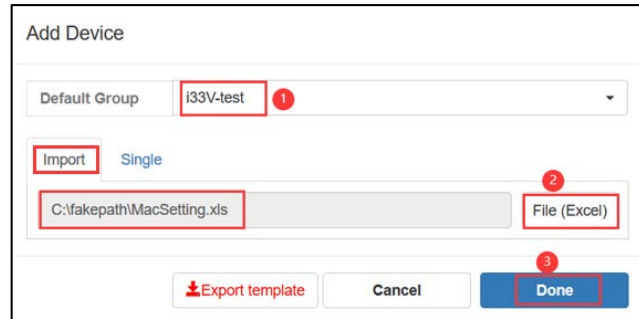 Add Device
Default Group i33V-test 1
Import Single
2
C:\fakepath\MacSetting.xls File (Excel)
3
Export template Cancel Done